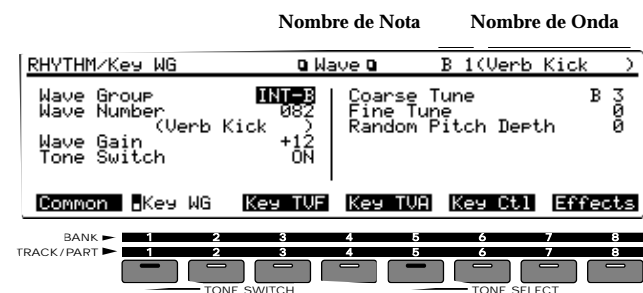 Nombre de Nota Nombre de Onda
RHYTHM/Key WG Wave B 1(Verb Kick )
Wave Group INT-B Coarse Tune B 3
Wave Number 082 Fine Tune 0
(Verb Kick ) Random Pitch Depth 0
Wave Gain +12
Tone Switch ON
Common Key WG Key TVF Key TVA Key Ctl Effects
BANK 1 2 3 4 5 6 7 8
TRACK/PART 1 2 3 4 5 6 7 8
TONE SWITCH TONE SELECT